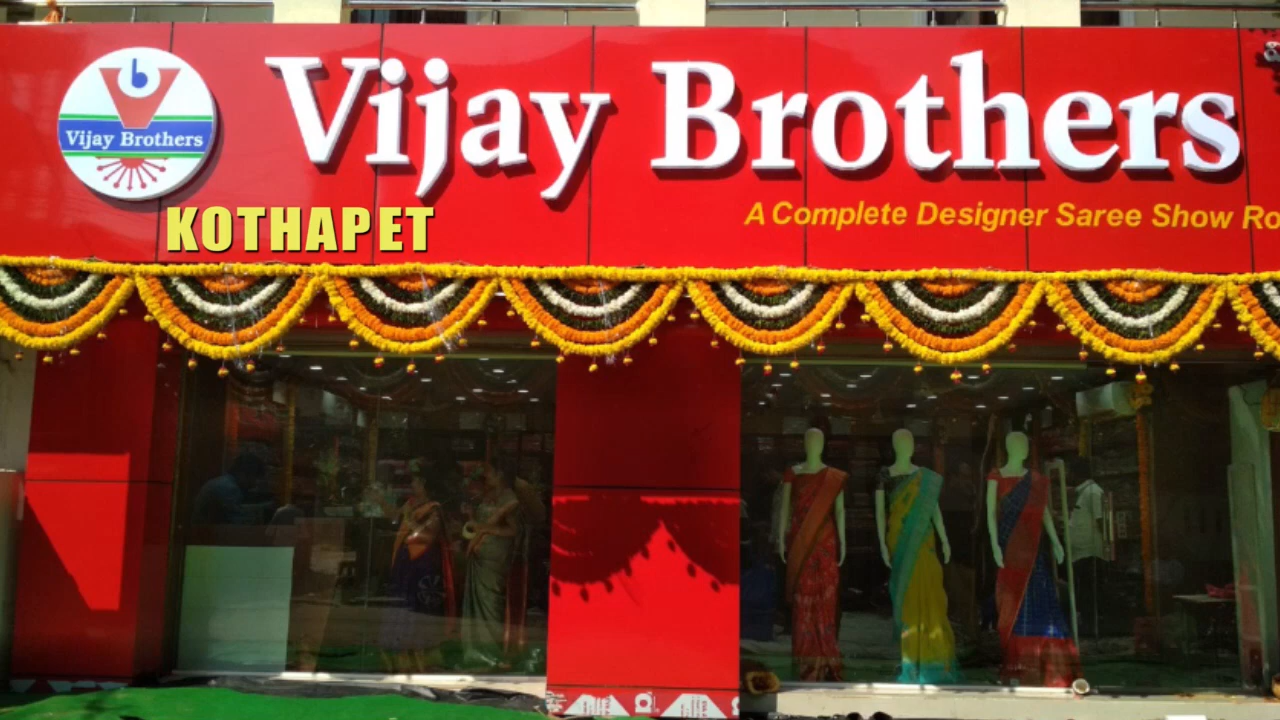 b
Vijay Brothers
Vijay Brothers
KOTHAPET
A Complete Designer Saree Show Ro